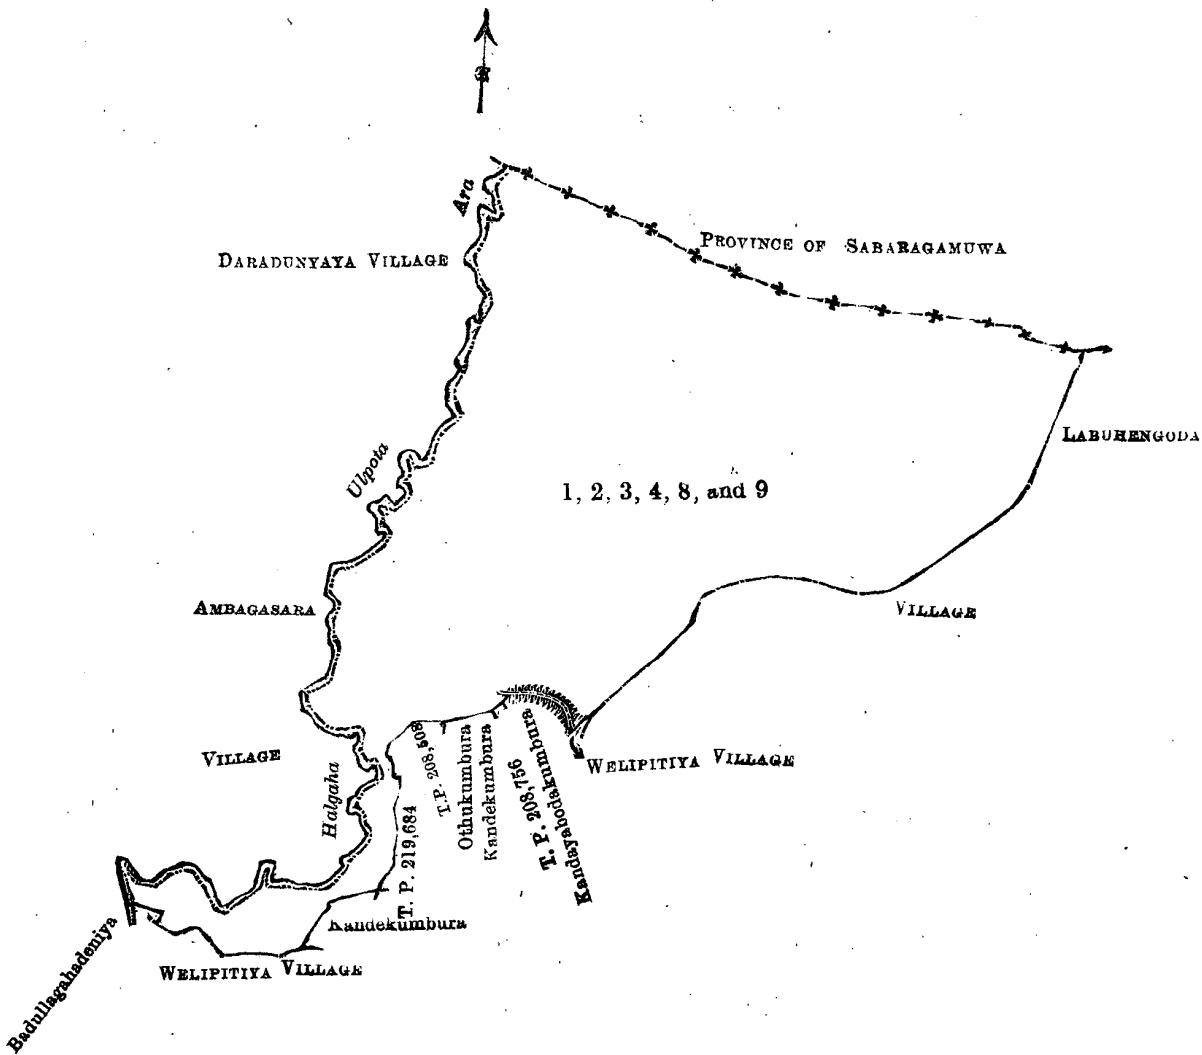 N
Ara
PROVINCE OF SABARAGAMUWA
DARADUNYAYA VILLAGE
LABUHENGODA
Ulpota
1, 2, 3, 4, 8, and 9
AMBAGASARA
VILLAGE
VILLAGE
Halgaha
WELIPITIYA VILLAGE
T.P. 208,508
Othukumbura
Kandekumbura
T. P. 208,756
Kandayabodakumbura
T. P. 219,684
Kandekumbura
WELIPITIYA VILLAGE
Badullagahadeniya